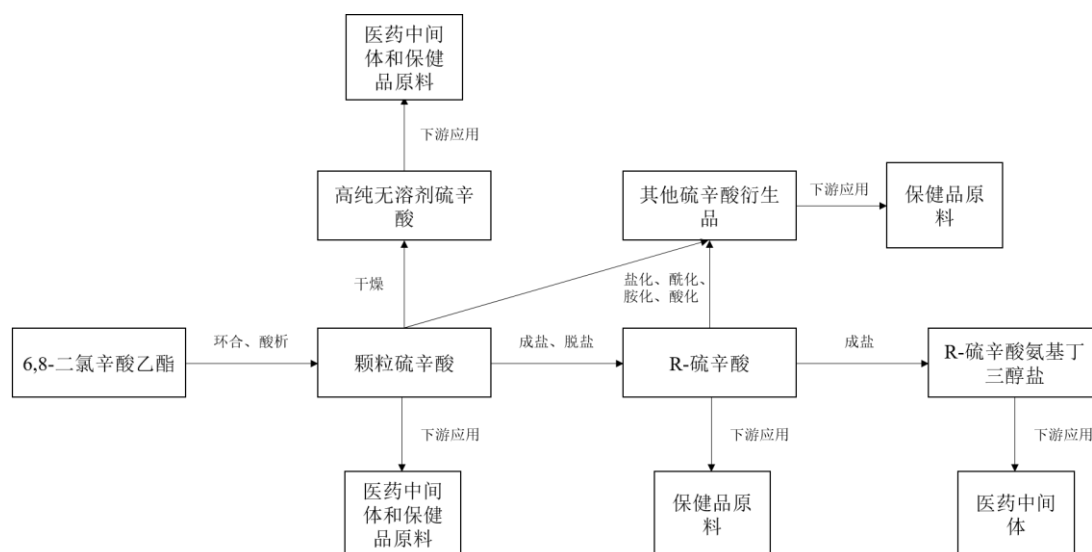 医药中间
体和保健
品原料
下游应用
高纯无溶剂硫辛
酸
其他硫辛酸衍生
品
下游应用
保健品原
料
干燥
盐化、酰化、
胺化、酸化
6,8-二氯辛酸乙酯
环合、酸析
颗粒硫辛酸
成盐、脱盐
R-硫辛酸
成盐
R-硫辛酸氨基丁
三醇盐
下游应用
下游应用
下游应用
医药中间
体和保健
品原料
保健品原
料
医药中间
体